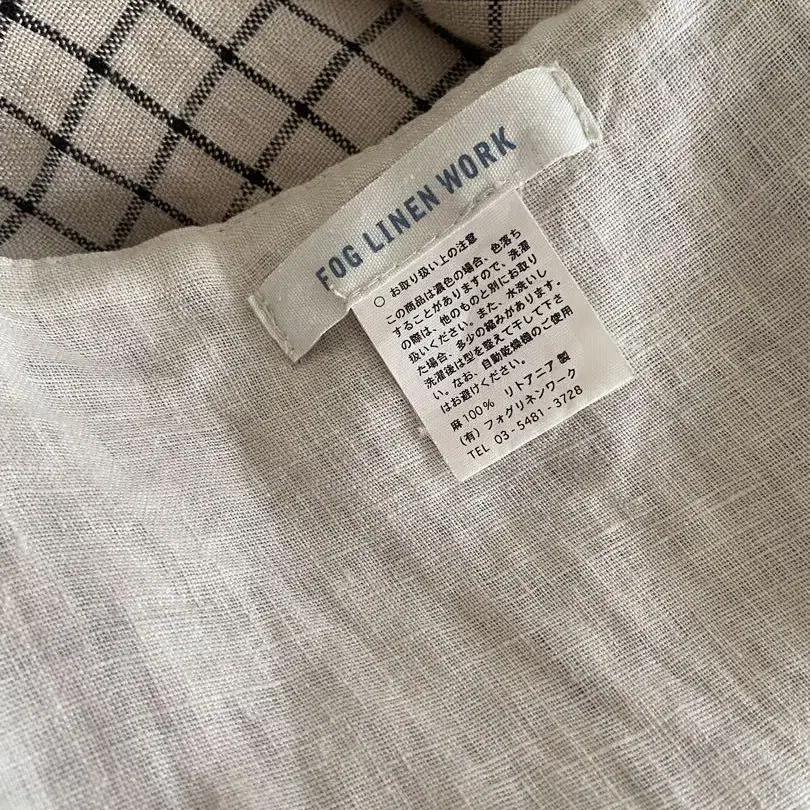 FOG LINEN WORK
○ お取り扱い上の注意
この商品は濃色の場合、色落ち
することがありますので、洗濯
の際は、他のものと別にお取り
扱いください。また、水洗いし
た場合、多少の縮みがあります。
洗濯後は型を整えて干して下さ
い。なお、自動乾燥機のご使用
はお避けください。
麻100% リトアニア製
(有)フォグリネンワーク
TEL 03-5481-3728